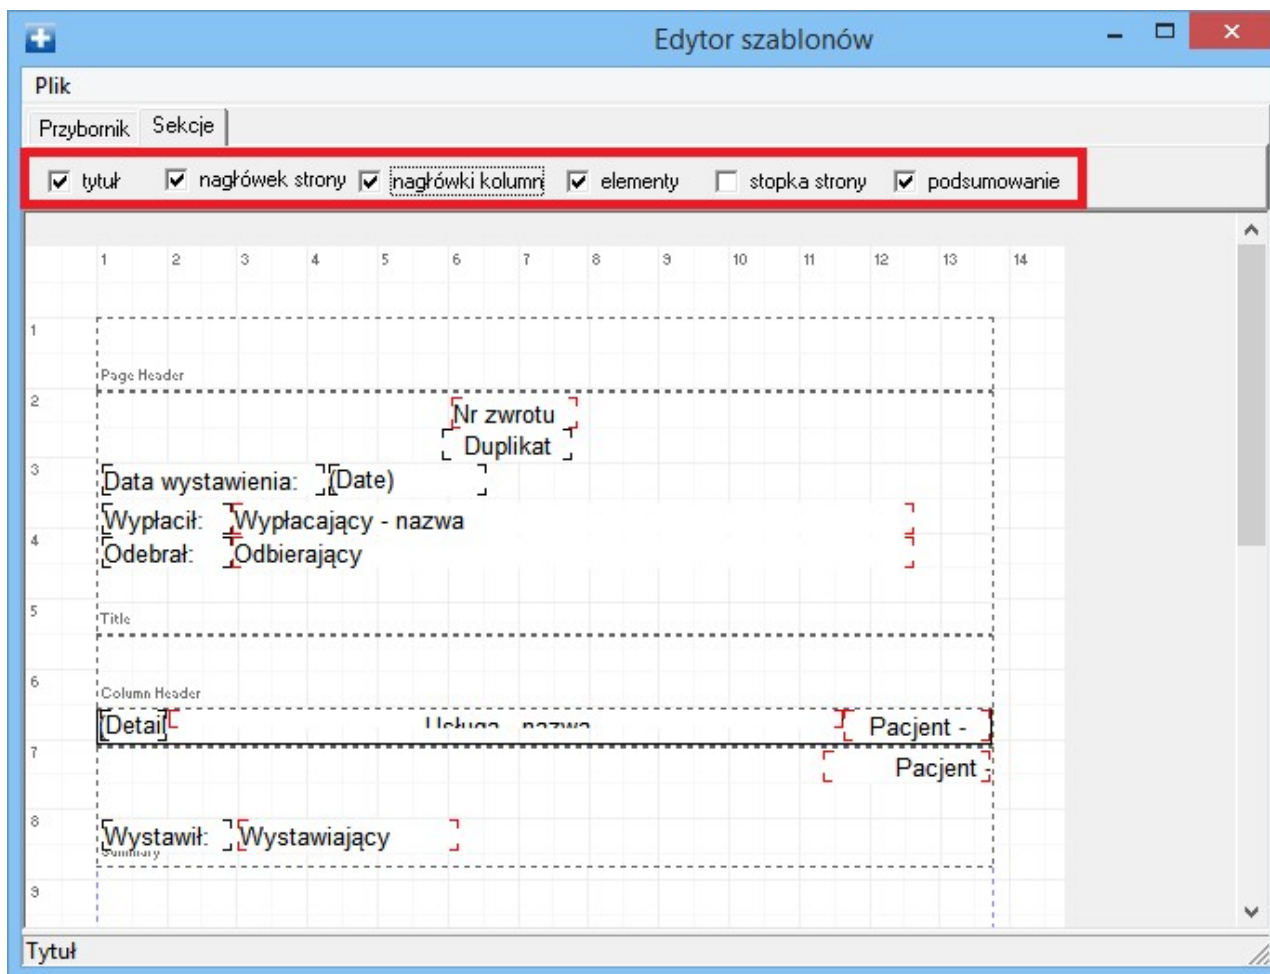 Edytor szablonów
Plik
Przybornik Sekcje
tytuł nagłówek strony nagłówki kolumn elementy stopka strony podsumowanie
1 2 3 4 5 6 7 8 9 10 11 12 13 14
1
Page Header
2
Nr zwrotu
Duplikat
3
Data wystawienia: (Date)
Wypłacił: Wypłacający - nazwa
4
Odebrał: Odbierający
5
Title
6
Column Header
(Detail Usługa - nazwa Pacjent -
7
Pacjent -
8
Wystawił: Wystawiający
Summary
9
Tytuł